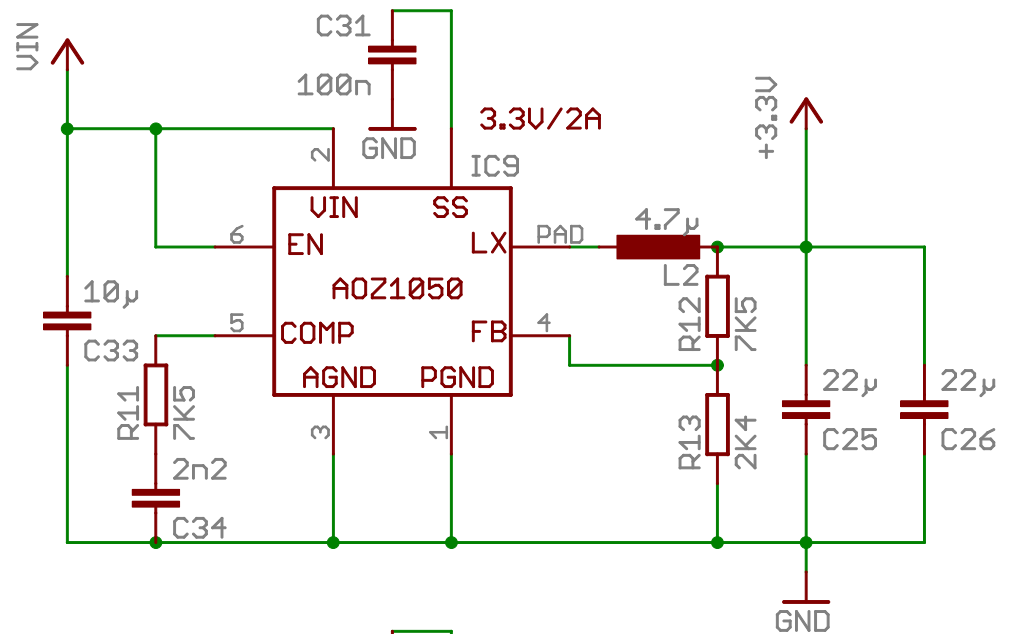 VIN
C31
100n
GND
3.3V/2A
+3.3V
2
IC9
VIN
SS
6
EN
LX
PAD
4.7µ
L2
AOZ1050
10µ
C33
R12
7K5
5
COMP
FB
4
AGND
PGND
R11
7K5
3
1
R13
2K4
22µ
C25
22µ
C26
2n2
C34
GND